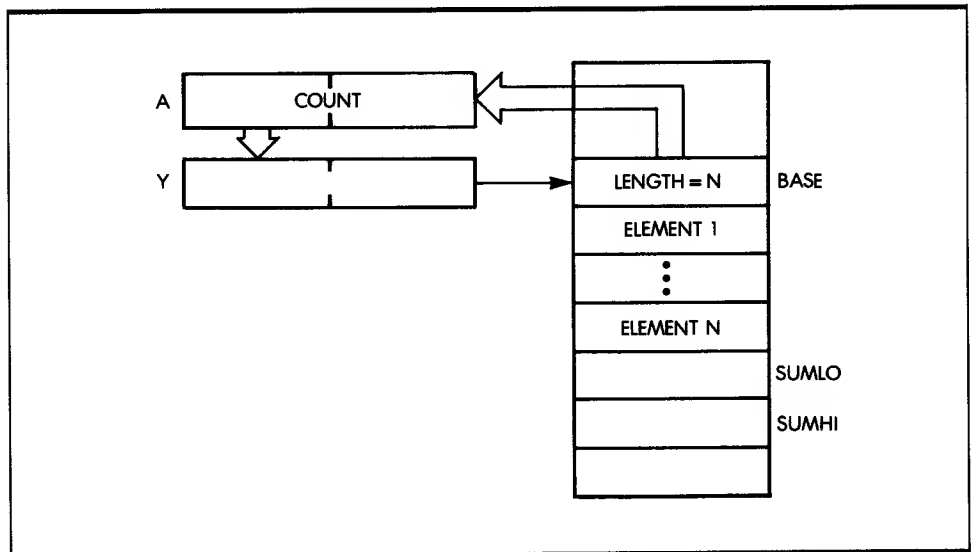 A
COUNT
Y
LENGTH = N
BASE
ELEMENT 1
ELEMENT N
SUMLO
SUMHI